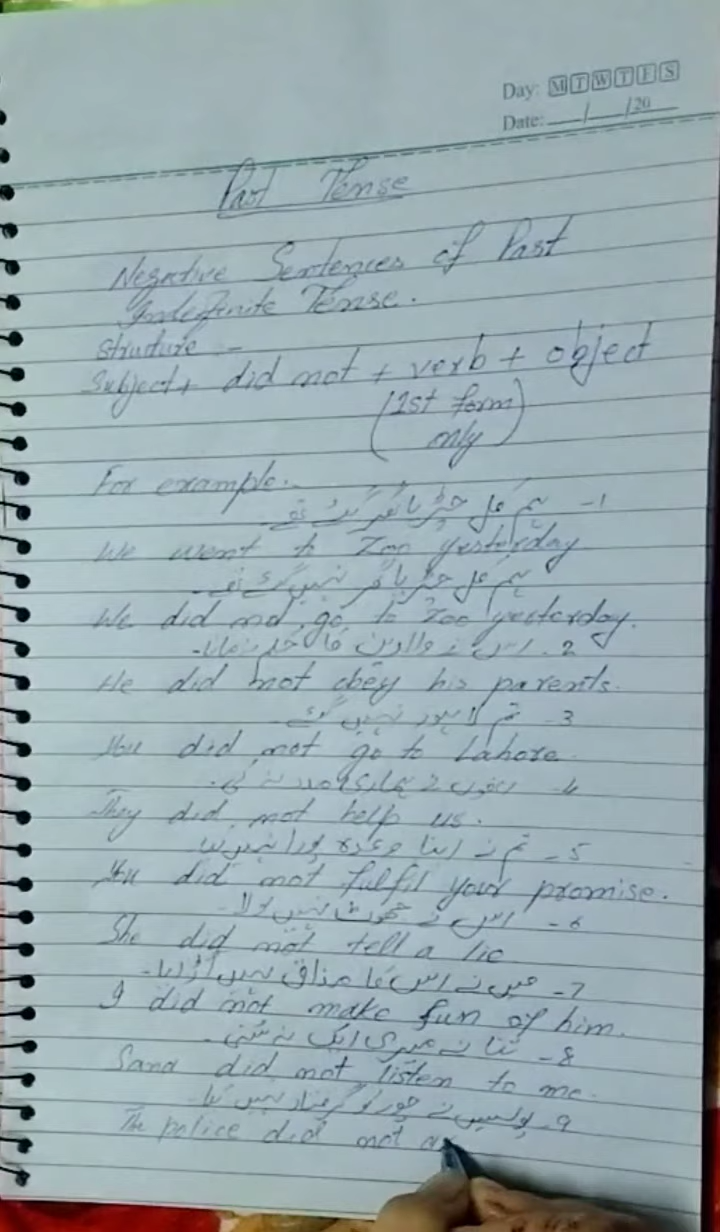 Day: M T W T F S
Date: __/__/20__
Past Tense
Negative Sentences of Past
Indefinite Tense.
Structure :-
Subject + did not + verb + object
(1st form
only)
For example:-
1- ہم کل چڑیا گھر گئے تھے۔
We went to Zoo yesterday
ہم کل چڑیا گھر نہیں گئے تھے۔
We did not go to Zoo yesterday.
2- اس نے والدین کا حکم نہ مانا۔
He did not obey his parents.
3- تم لاہور نہیں گئے۔
You did not go to Lahore.
4- انھوں نے ہماری مدد نہ کی۔
They did not help us.
5- تم نے اپنا وعدہ پورا نہیں کیا
You did not fulfil your promise.
6- اس نے جھوٹ نہیں بولا۔
She did not tell a lie
7- میں نے اس کا مذاق نہیں اڑایا۔
I did not make fun of him.
8- ثنا نے میری ایک نہ سنی۔
Sana did not listen to me.
9- پولیس نے چور کو گرفتار نہیں کیا۔
The police did not a